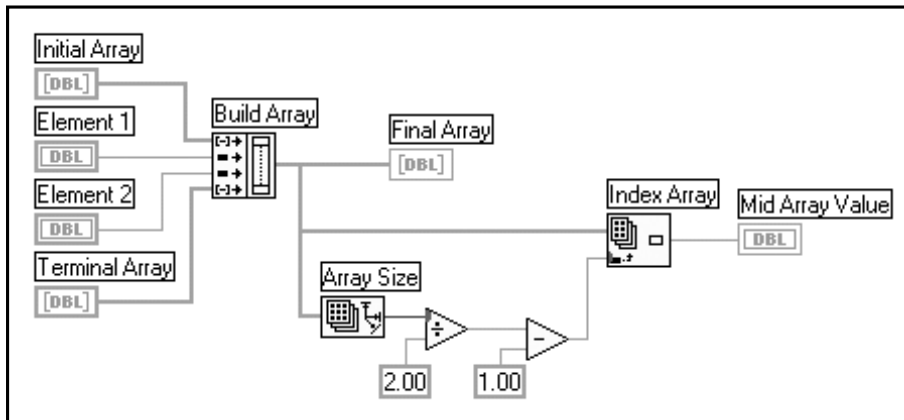 Initial Array
[DBL]
Build Array
Element 1
DBL
Final Array
[DBL]
Element 2
DBL
Index Array
Mid Array Value
DBL
Terminal Array
[DBL]
Array Size
÷
−
2.00
1.00